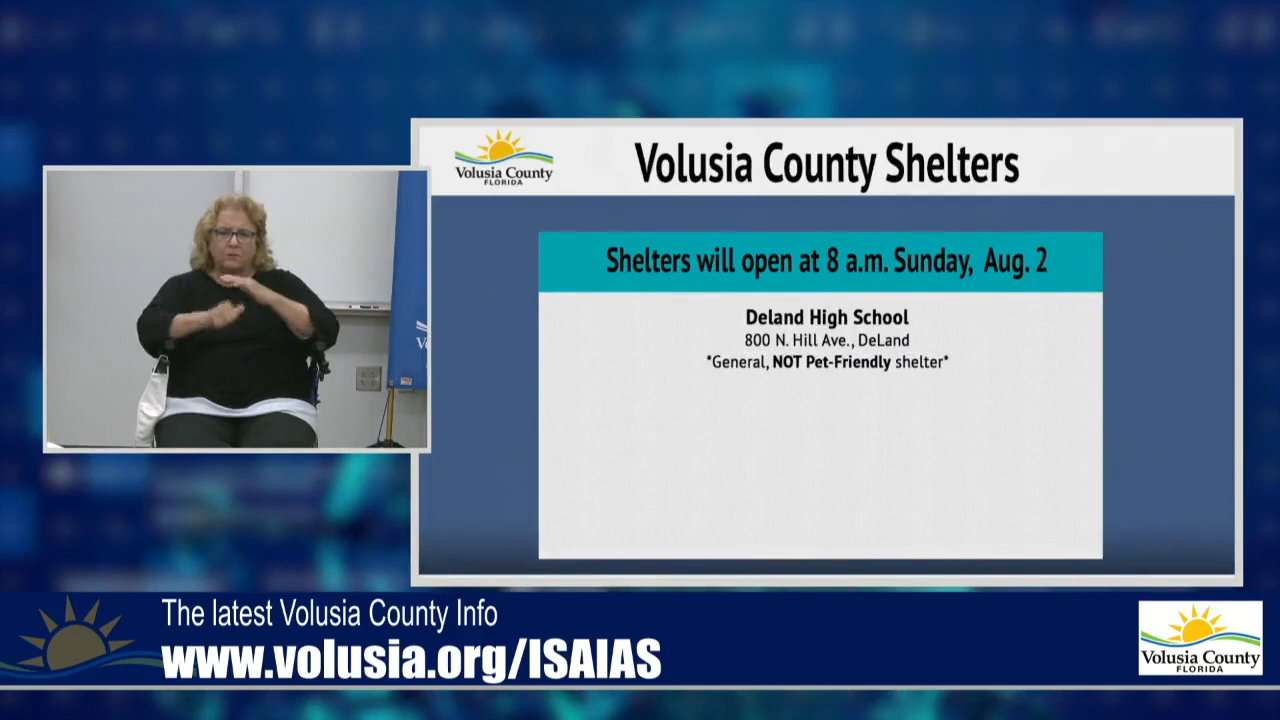 Volusia County
FLORIDA
Volusia County Shelters
Shelters will open at 8 a.m. Sunday, Aug. 2
Deland High School
800 N. Hill Ave., DeLand
*General, NOT Pet-Friendly shelter*
The latest Volusia County Info
www.volusia.org/ISAIAS
Volusia County
FLORIDA